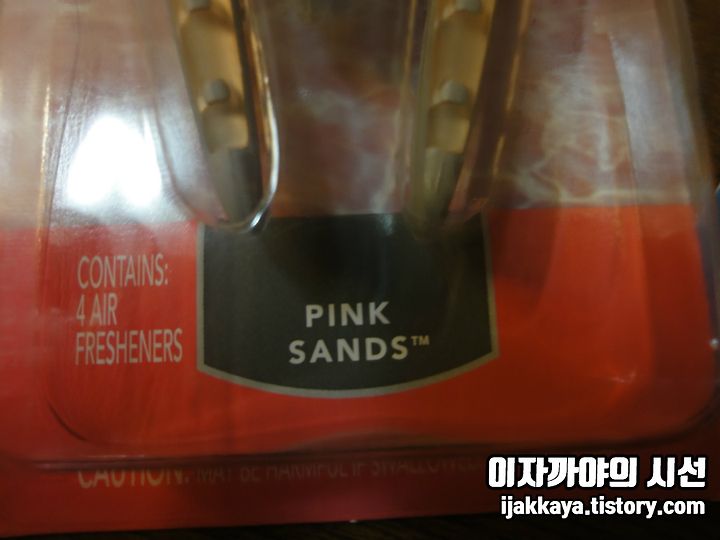 CONTAINS:
4 AIR
FRESHENERS
PINK
SANDS™
CAUTION: MAY BE HARMFUL IF SWALLOWED
이자까야의 시선
ijakkaya.tistory.com